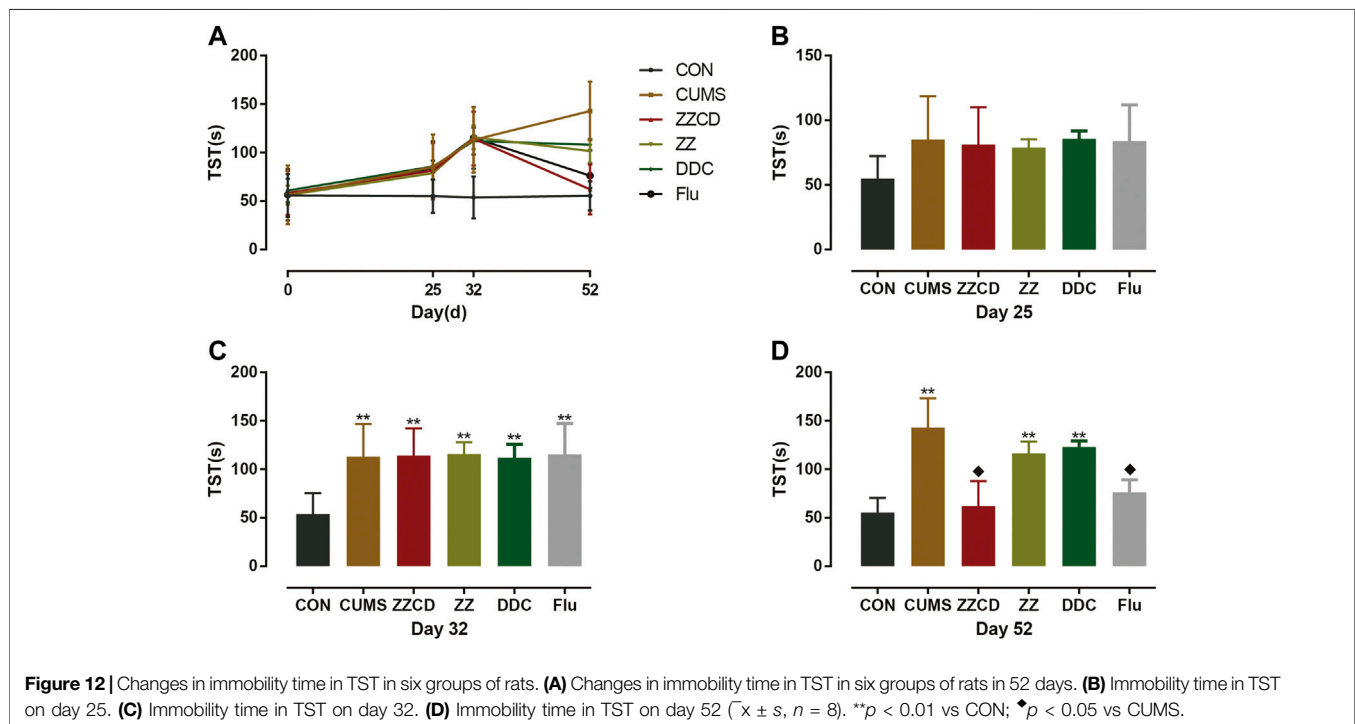 A
200
150
100
50
0
TST(s)
0 25 32 52
Day(d)
CON
CUMS
ZZCD
ZZ
DDC
Flu
B
150
100
50
0
TST(s)
CON CUMS ZZCD ZZ DDC Flu
Day 25
C
200
150
100
50
0
TST(s)
** ** ** ** **
CON CUMS ZZCD ZZ DDC Flu
Day 32
D
200
150
100
50
0
TST(s)
** ◆ ** ** ◆
CON CUMS ZZCD ZZ DDC Flu
Day 52
Figure 12 | Changes in immobility time in TST in six groups of rats. (A) Changes in immobility time in TST in six groups of rats in 52 days. (B) Immobility time in TST
on day 25. (C) Immobility time in TST on day 32. (D) Immobility time in TST on day 52 (¯x ± s, n = 8). **p < 0.01 vs CON; ◆p < 0.05 vs CUMS.